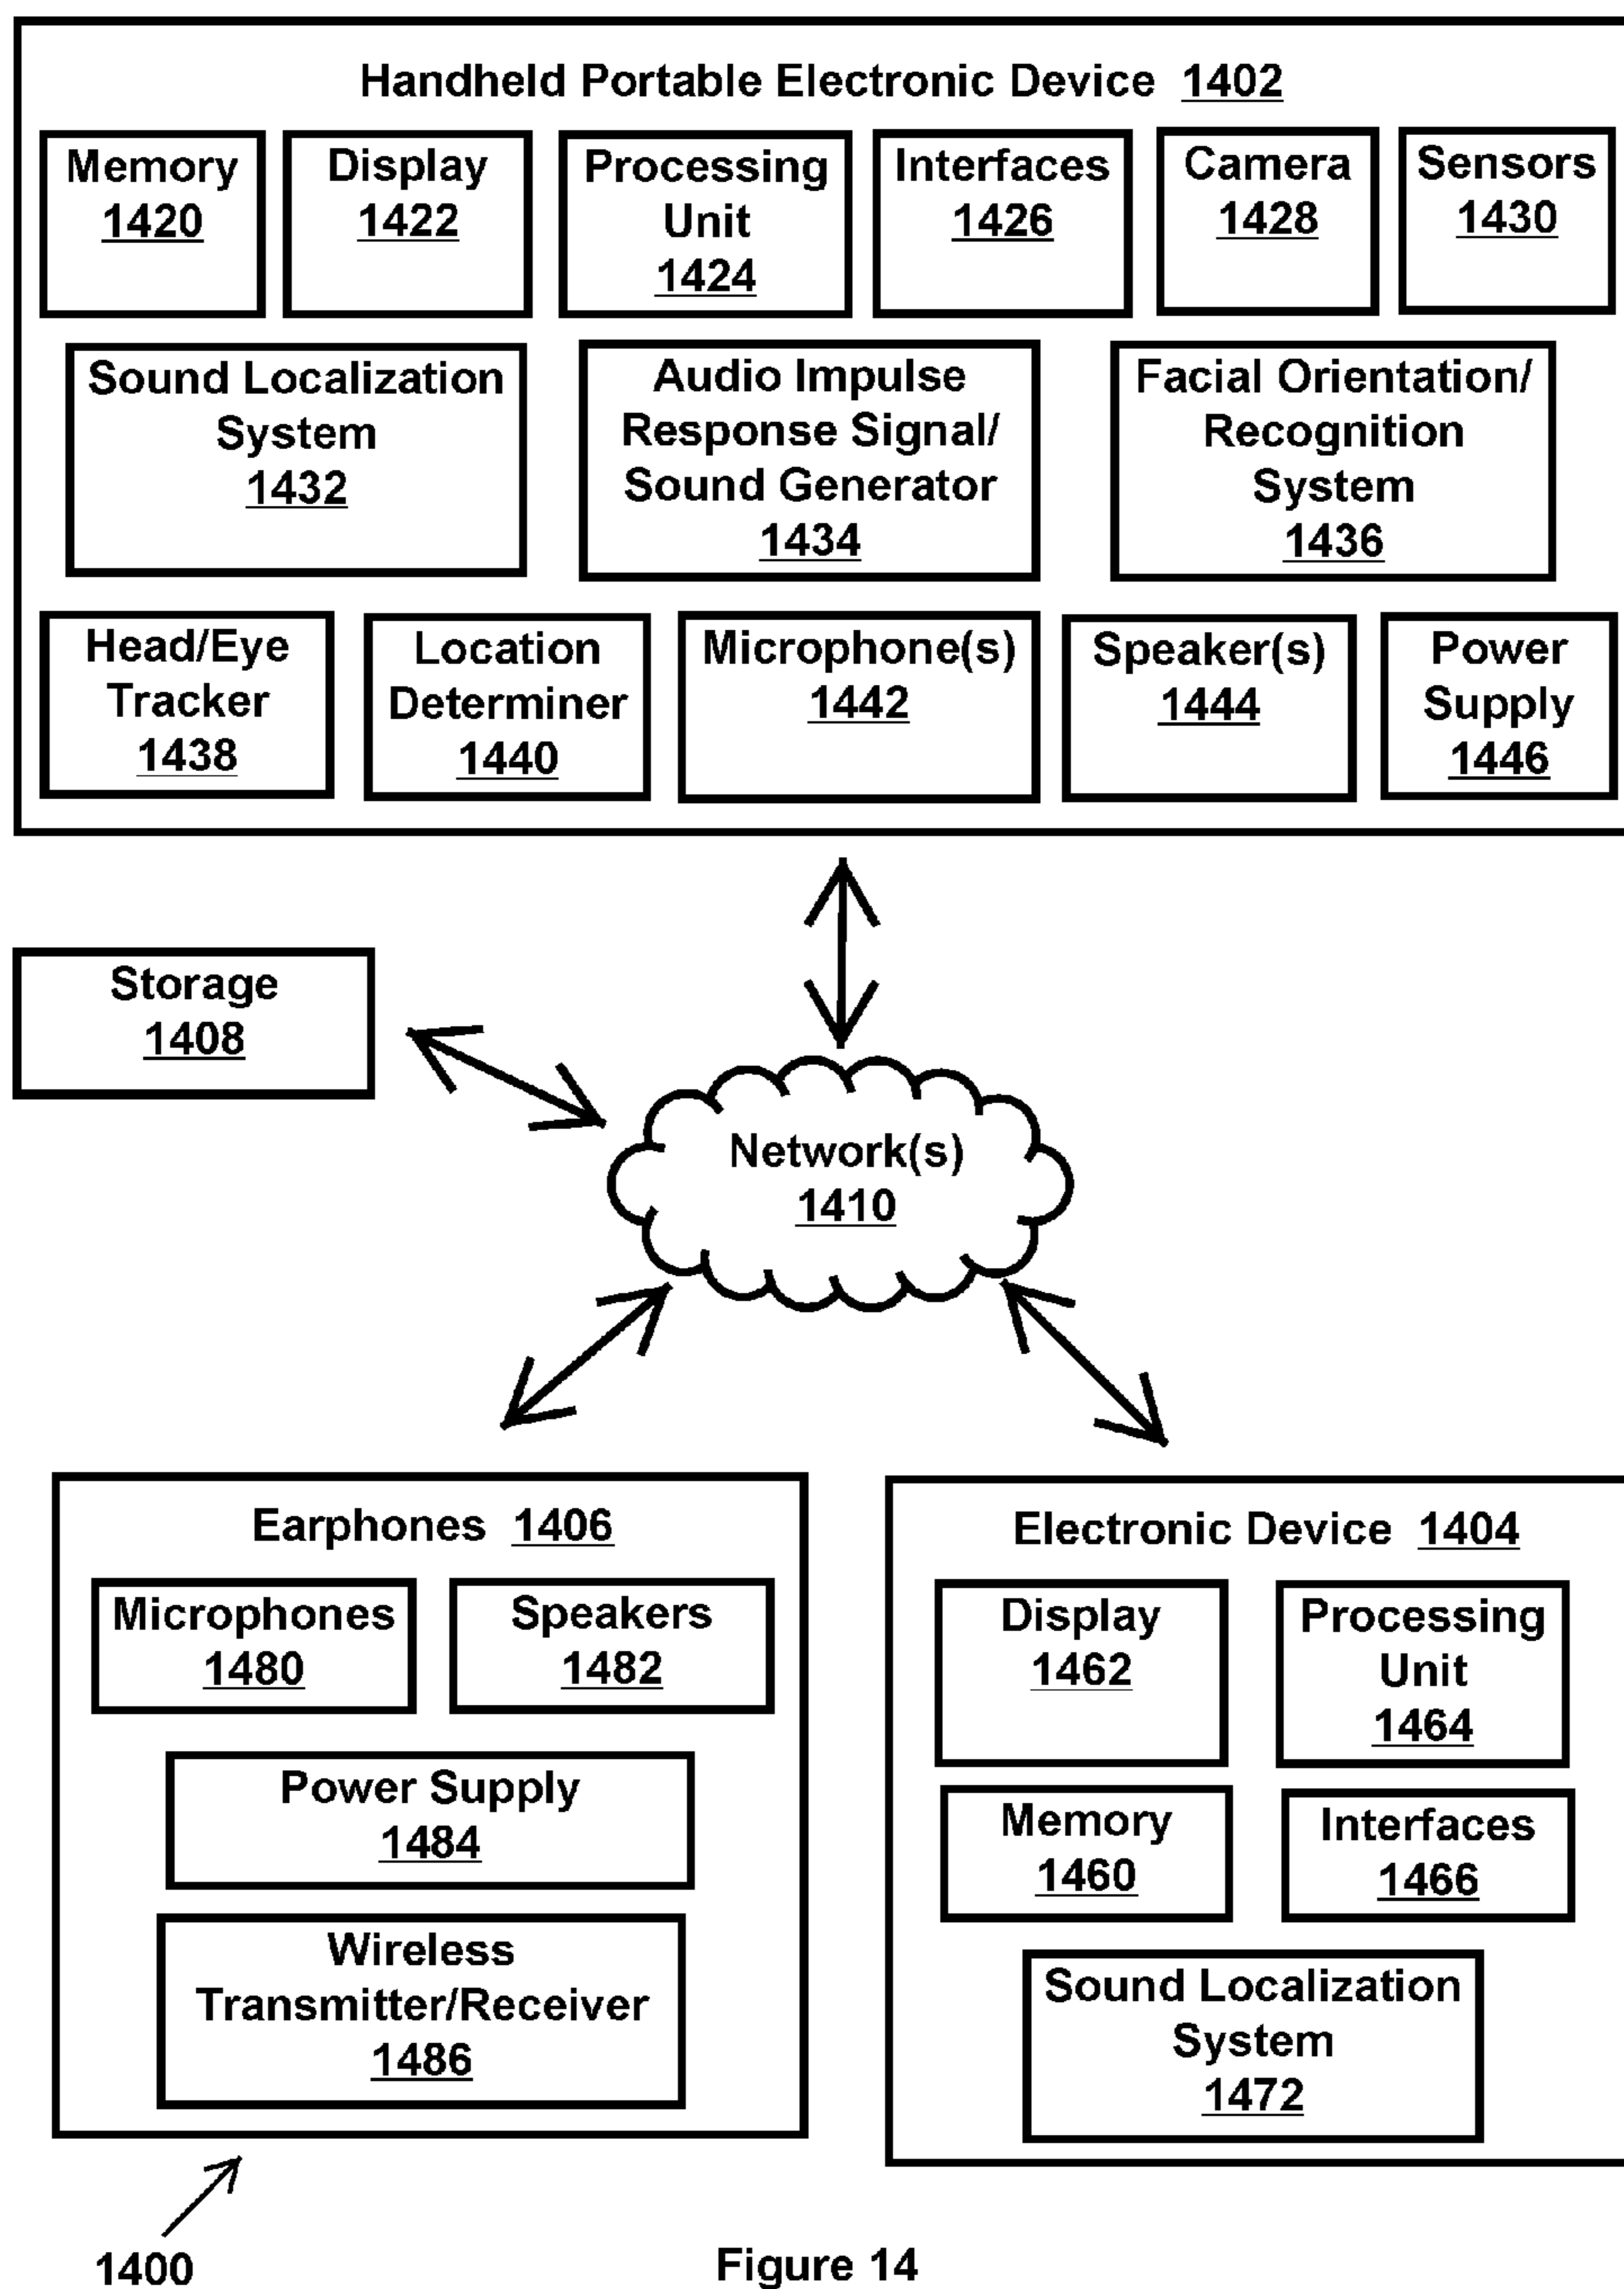 Handheld Portable Electronic Device 1402
Memory
1420
Display
1422
Processing
Unit
1424
Interfaces
1426
Camera
1428
Sensors
1430
Sound Localization
System
1432
Audio Impulse
Response Signal/
Sound Generator
1434
Facial Orientation/
Recognition
System
1436
Head/Eye
Tracker
1438
Location
Determiner
1440
Microphone(s)
1442
Speaker(s)
1444
Power
Supply
1446
Storage
1408
Network(s)
1410
Earphones 1406
Microphones
1480
Speakers
1482
Power Supply
1484
Wireless
Transmitter/Receiver
1486
Electronic Device 1404
Display
1462
Processing
Unit
1464
Memory
1460
Interfaces
1466
Sound Localization
System
1472
1400
Figure 14